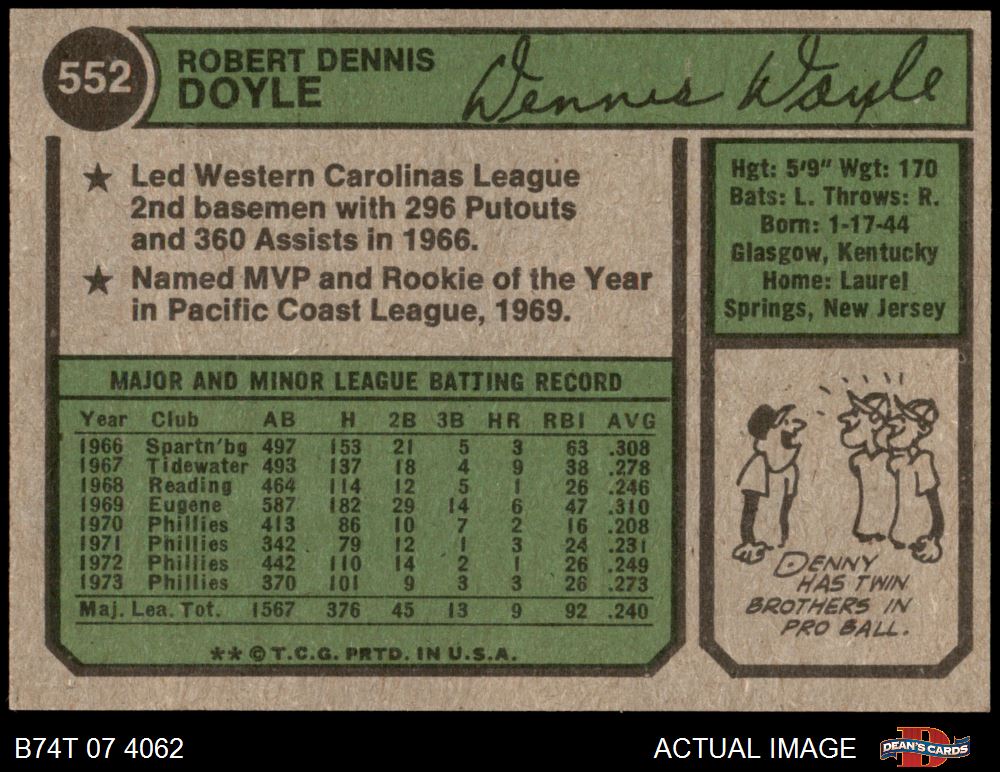 552
ROBERT DENNIS
DOYLE
Dennis Doyle
★ Led Western Carolinas League
2nd basemen with 296 Putouts
and 360 Assists in 1966.
★ Named MVP and Rookie of the Year
in Pacific Coast League, 1969.
Hgt: 5'9" Wgt: 170
Bats: L. Throws: R.
Born: 1-17-44
Glasgow, Kentucky
Home: Laurel
Springs, New Jersey
MAJOR AND MINOR LEAGUE BATTING RECORD
Year Club AB H 2B 3B HR RBI AVG
1966 Spartn'bg 497 153 21 5 3 63 .308
1967 Tidewater 493 137 18 4 9 38 .278
1968 Reading 464 114 12 5 1 26 .246
1969 Eugene 587 182 29 14 6 47 .310
1970 Phillies 413 86 10 7 2 16 .208
1971 Phillies 342 79 12 1 3 24 .231
1972 Phillies 442 110 14 2 1 26 .249
1973 Phillies 370 101 9 3 3 26 .273
Maj. Lea. Tot. 1567 376 45 13 9 92 .240
** © T.C.G. PRTD. IN U.S.A.
DENNY
HAS TWIN
BROTHERS IN
PRO BALL.
B74T 07 4062
ACTUAL IMAGE
D
DEAN'S CARDS